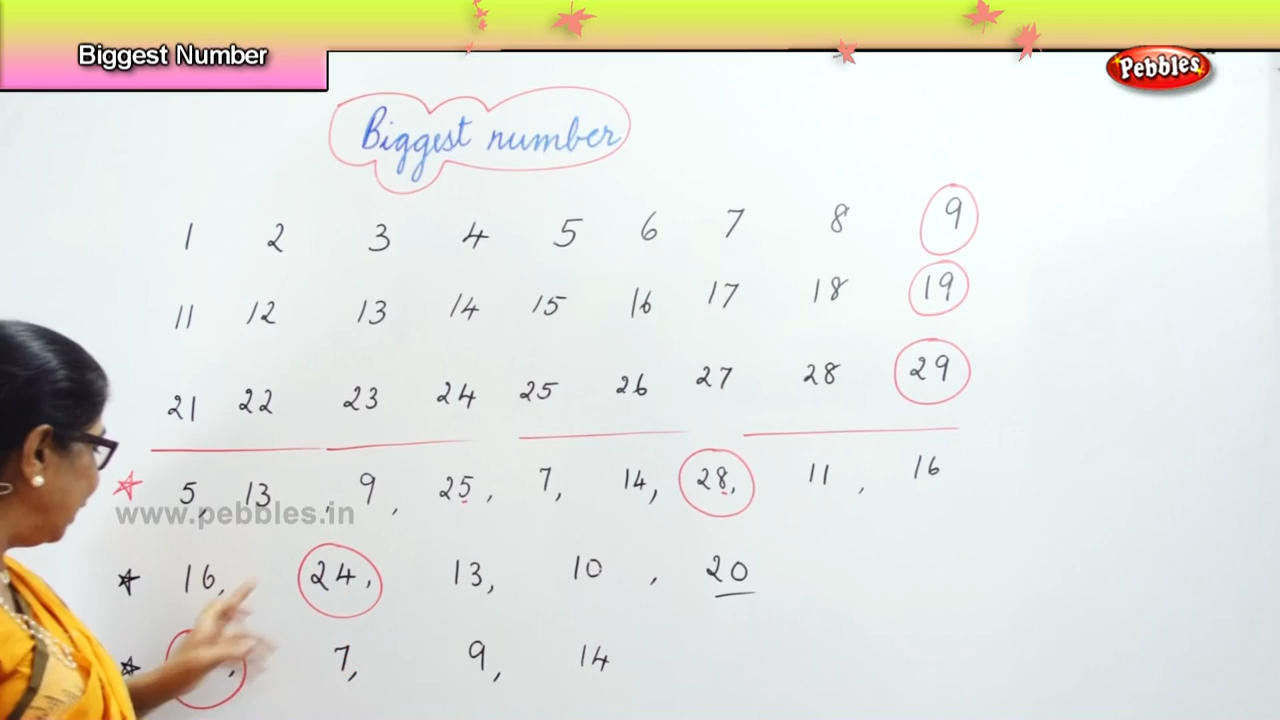 Biggest Number
Pebbles
Biggest number
1 2 3 4 5 6 7 8 9
11 12 13 14 15 16 17 18 19
21 22 23 24 25 26 27 28 29
5, 13, 9, 25, 7, 14, 28, 11, 16
www.pebbles.in
16, 24, 13, 10, 20
, 7, 9, 14